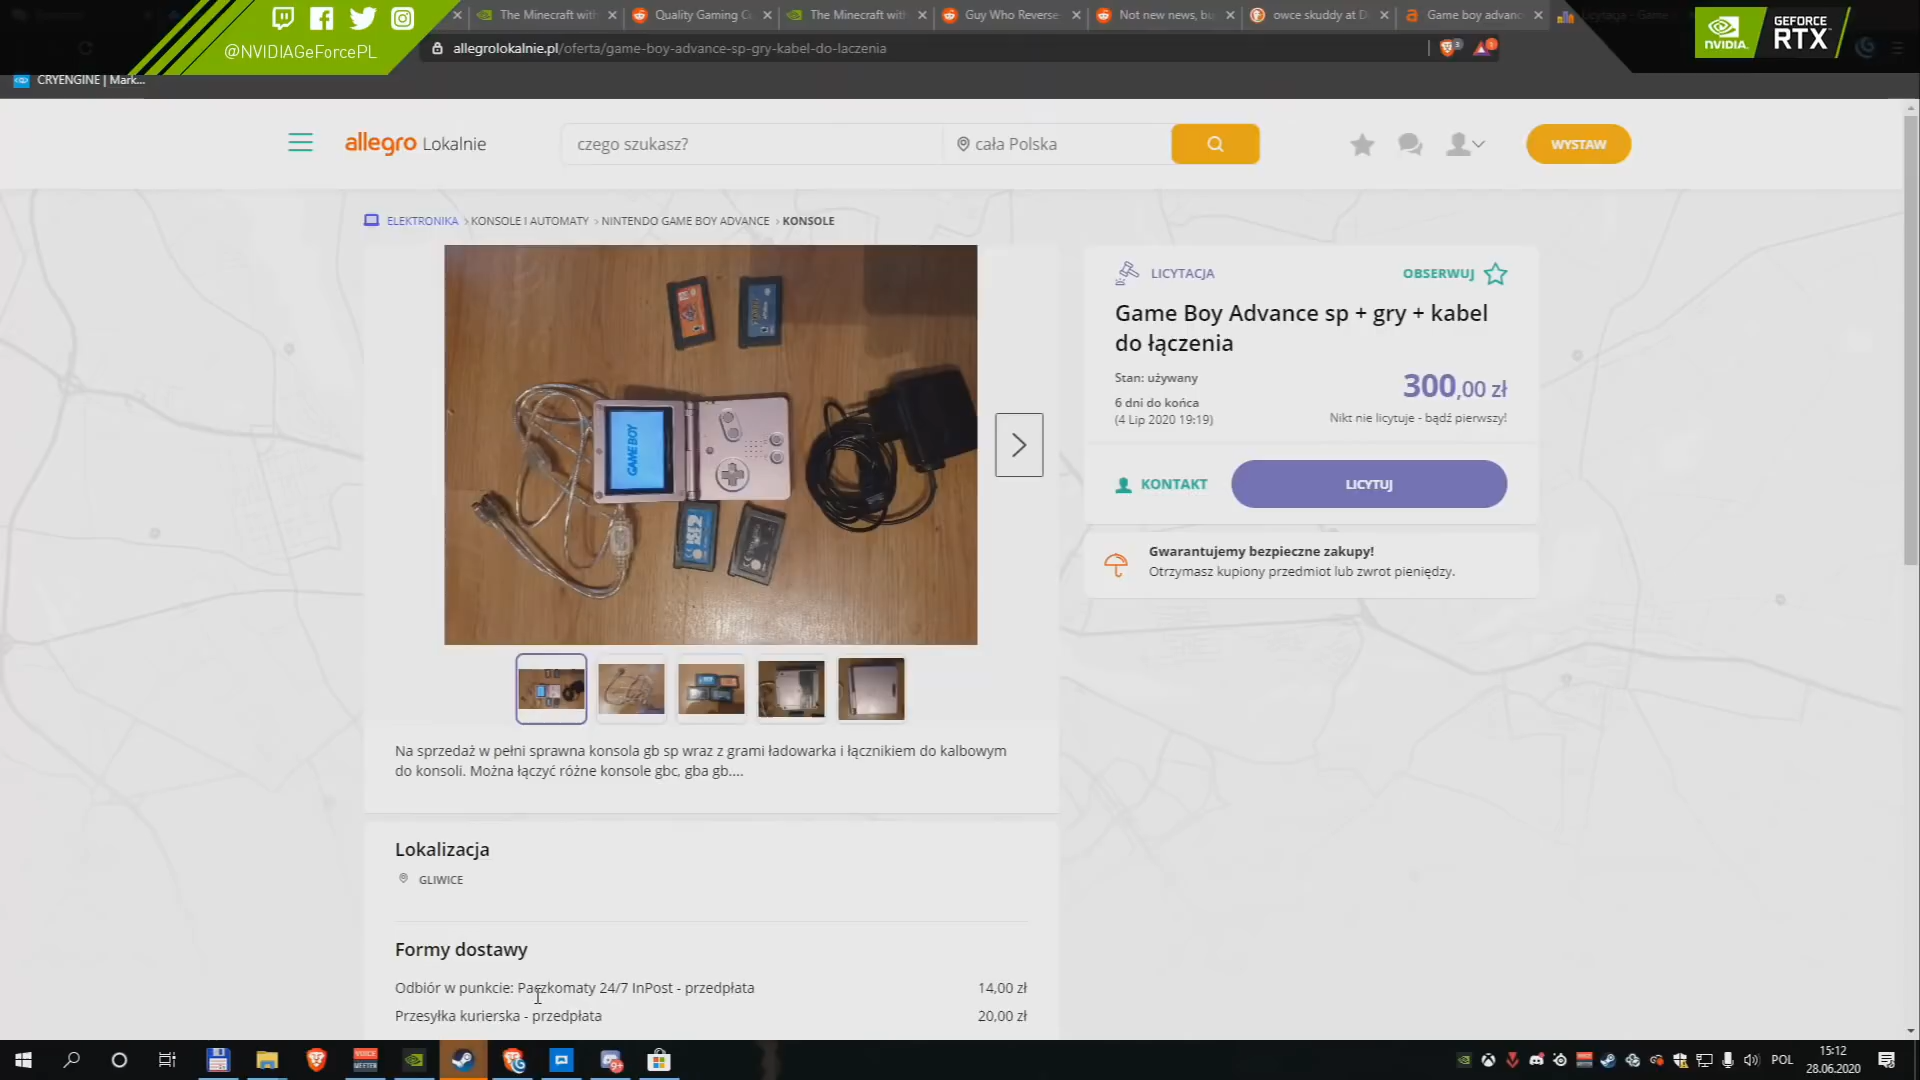 @NVIDIAGeForcePL
The Minecraft with
Quality Gaming C
The Minecraft with
Guy Who Reverse
Not new news, bu
owce skuddy at D
Game boy advanc
NVIDIA.
GEFORCE
RTX
allegrolokalnie.pl/oferta/game-boy-advance-sp-gry-kabel-do-laczenia
CRYENGINE | Mark...
allegro Lokalnie
czego szukasz?
cała Polska
WYSTAW
ELEKTRONIKA > KONSOLE I AUTOMATY > NINTENDO GAME BOY ADVANCE > KONSOLE
GAME BOY
LICYTACJA
OBSERWUJ
Game Boy Advance sp + gry + kabel
do łączenia
Stan: używany
300,00 zł
6 dni do końca
(4 Lip 2020 19:19)
Nikt nie licytuje - bądź pierwszy!
KONTAKT
LICYTUJ
Gwarantujemy bezpieczne zakupy!
Otrzymasz kupiony przedmiot lub zwrot pieniędzy.
Na sprzedaż w pełni sprawna konsola gb sp wraz z grami ładowarka i łącznikiem do kalbowym
do konsoli. Można łączyć różne konsole gbc, gba gb....
Lokalizacja
GLIWICE
Formy dostawy
Odbiór w punkcie: Paczkomaty 24/7 InPost - przedpłata 14,00 zł
Przesyłka kurierska - przedpłata 20,00 zł
POL
15:12
28.06.2020